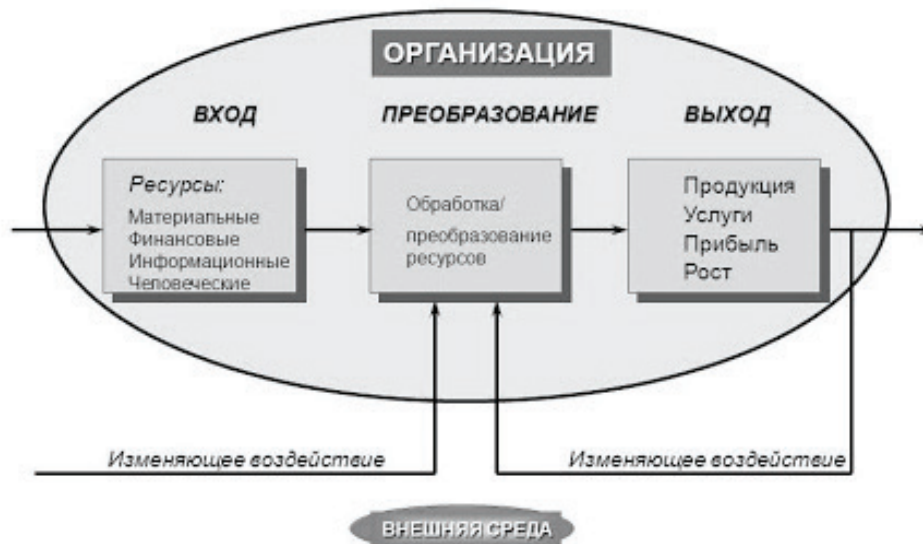 ОРГАНИЗАЦИЯ
ВХОД
ПРЕОБРАЗОВАНИЕ
ВЫХОД
Ресурсы:
Материальные
Финансовые
Информационные
Человеческие
Обработка/
преобразование
ресурсов
Продукция
Услуги
Прибыль
Рост
Изменяющее воздействие
Изменяющее воздействие
ВНЕШНЯЯ СРЕДА